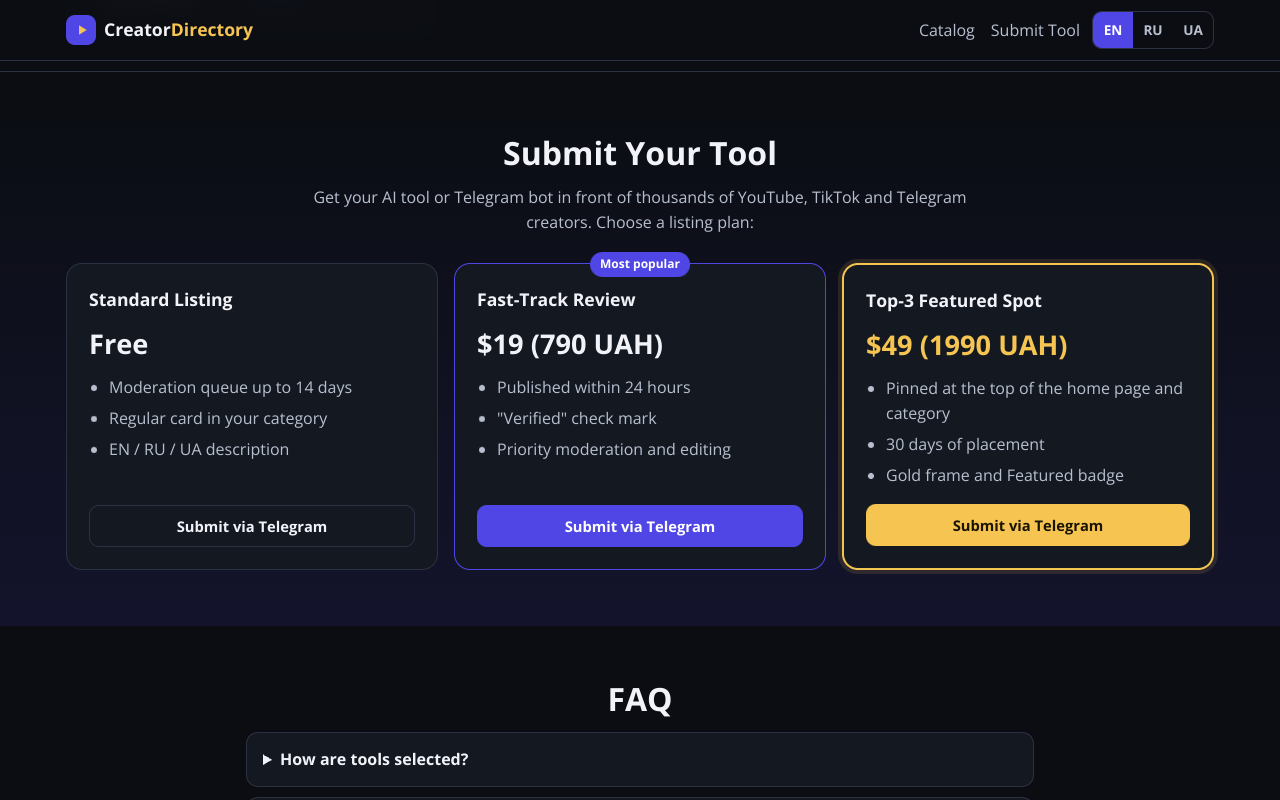 CreatorDirectory
Catalog Submit Tool EN RU UA
Submit Your Tool
Get your AI tool or Telegram bot in front of thousands of YouTube, TikTok and Telegram
creators. Choose a listing plan:
Standard Listing
Free
Moderation queue up to 14 days
Regular card in your category
EN / RU / UA description
Submit via Telegram
Most popular
Fast-Track Review
$19 (790 UAH)
Published within 24 hours
"Verified" check mark
Priority moderation and editing
Submit via Telegram
Top-3 Featured Spot
$49 (1990 UAH)
Pinned at the top of the home page and
category
30 days of placement
Gold frame and Featured badge
Submit via Telegram
FAQ
How are tools selected?